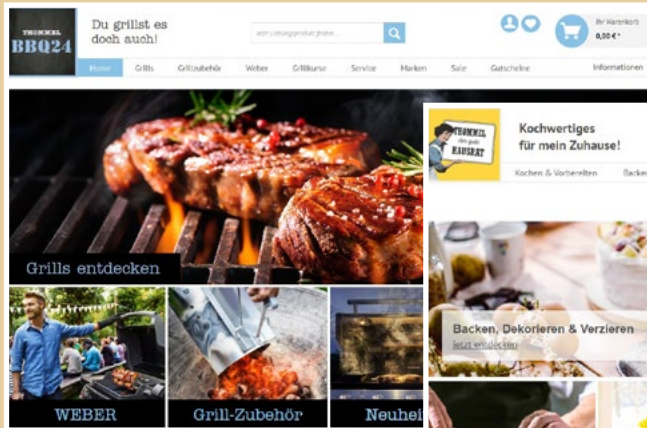 THOMMEL
BBQ24
Du grillst es
doch auch!
Ihr Warenkorb
0,00 € *
Home Grills Grillzubehör Weber Grillkurse Service Marken Sale Gutscheine Informationen
Grills entdecken
WEBER
Grill-Zubehör
Neuhei
THOMMEL
HAUSRAT
Kochwertiges
für mein Zuhause!
Kochen & Vorbereiten Backen
Backen, Dekorieren & Verzieren
Jetzt entdecken